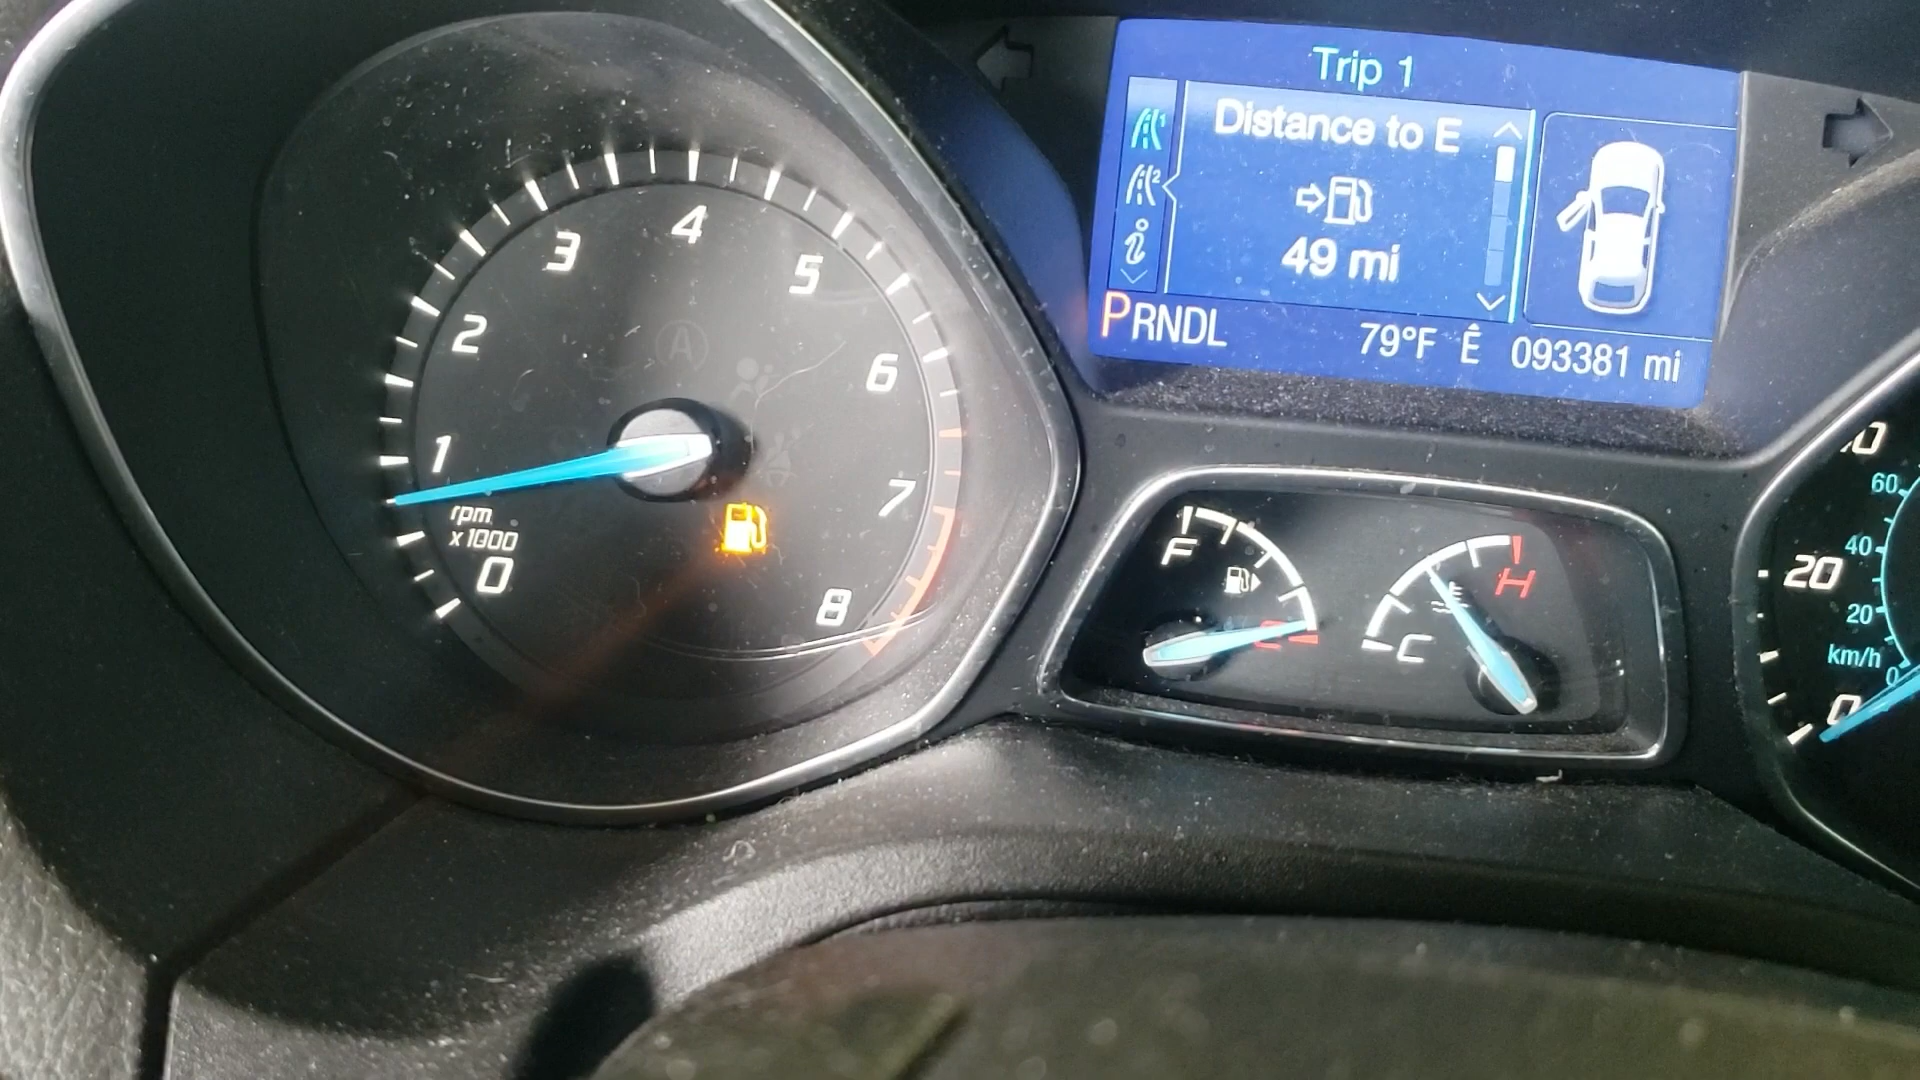 Trip 1
Distance to E
49 mi
PRNDL
79°F Ê 093381 mi
4
3
5
2
6
1
7
rpm
x1000
0
8
A
F
E
H
C
60
40
20
20
km/h
0
0